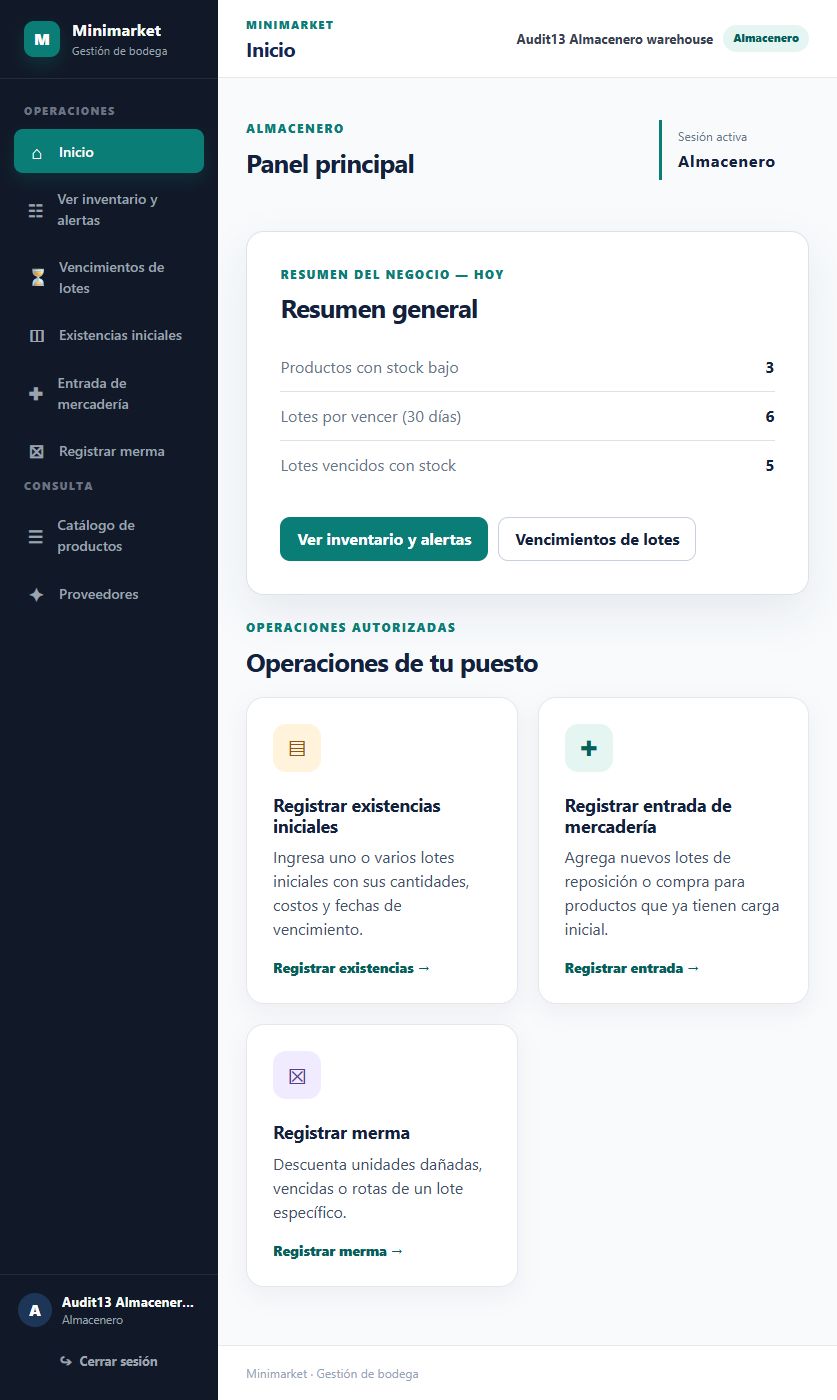 M
Minimarket
Gestión de bodega
OPERACIONES
Inicio
Ver inventario y
alertas
Vencimientos de
lotes
Existencias iniciales
Entrada de
mercadería
Registrar merma
CONSULTA
Catálogo de
productos
Proveedores
A
Audit13 Almacener...
Almacenero
Cerrar sesión
MINIMARKET
Inicio
Audit13 Almacenero warehouse
Almacenero
ALMACENERO
Panel principal
Sesión activa
Almacenero
RESUMEN DEL NEGOCIO — HOY
Resumen general
Productos con stock bajo 3
Lotes por vencer (30 días) 6
Lotes vencidos con stock 5
Ver inventario y alertas
Vencimientos de lotes
OPERACIONES AUTORIZADAS
Operaciones de tu puesto
Registrar existencias
iniciales
Ingresa uno o varios lotes
iniciales con sus cantidades,
costos y fechas de
vencimiento.
Registrar existencias →
Registrar entrada de
mercadería
Agrega nuevos lotes de
reposición o compra para
productos que ya tienen carga
inicial.
Registrar entrada →
Registrar merma
Descuenta unidades dañadas,
vencidas o rotas de un lote
específico.
Registrar merma →
Minimarket · Gestión de bodega